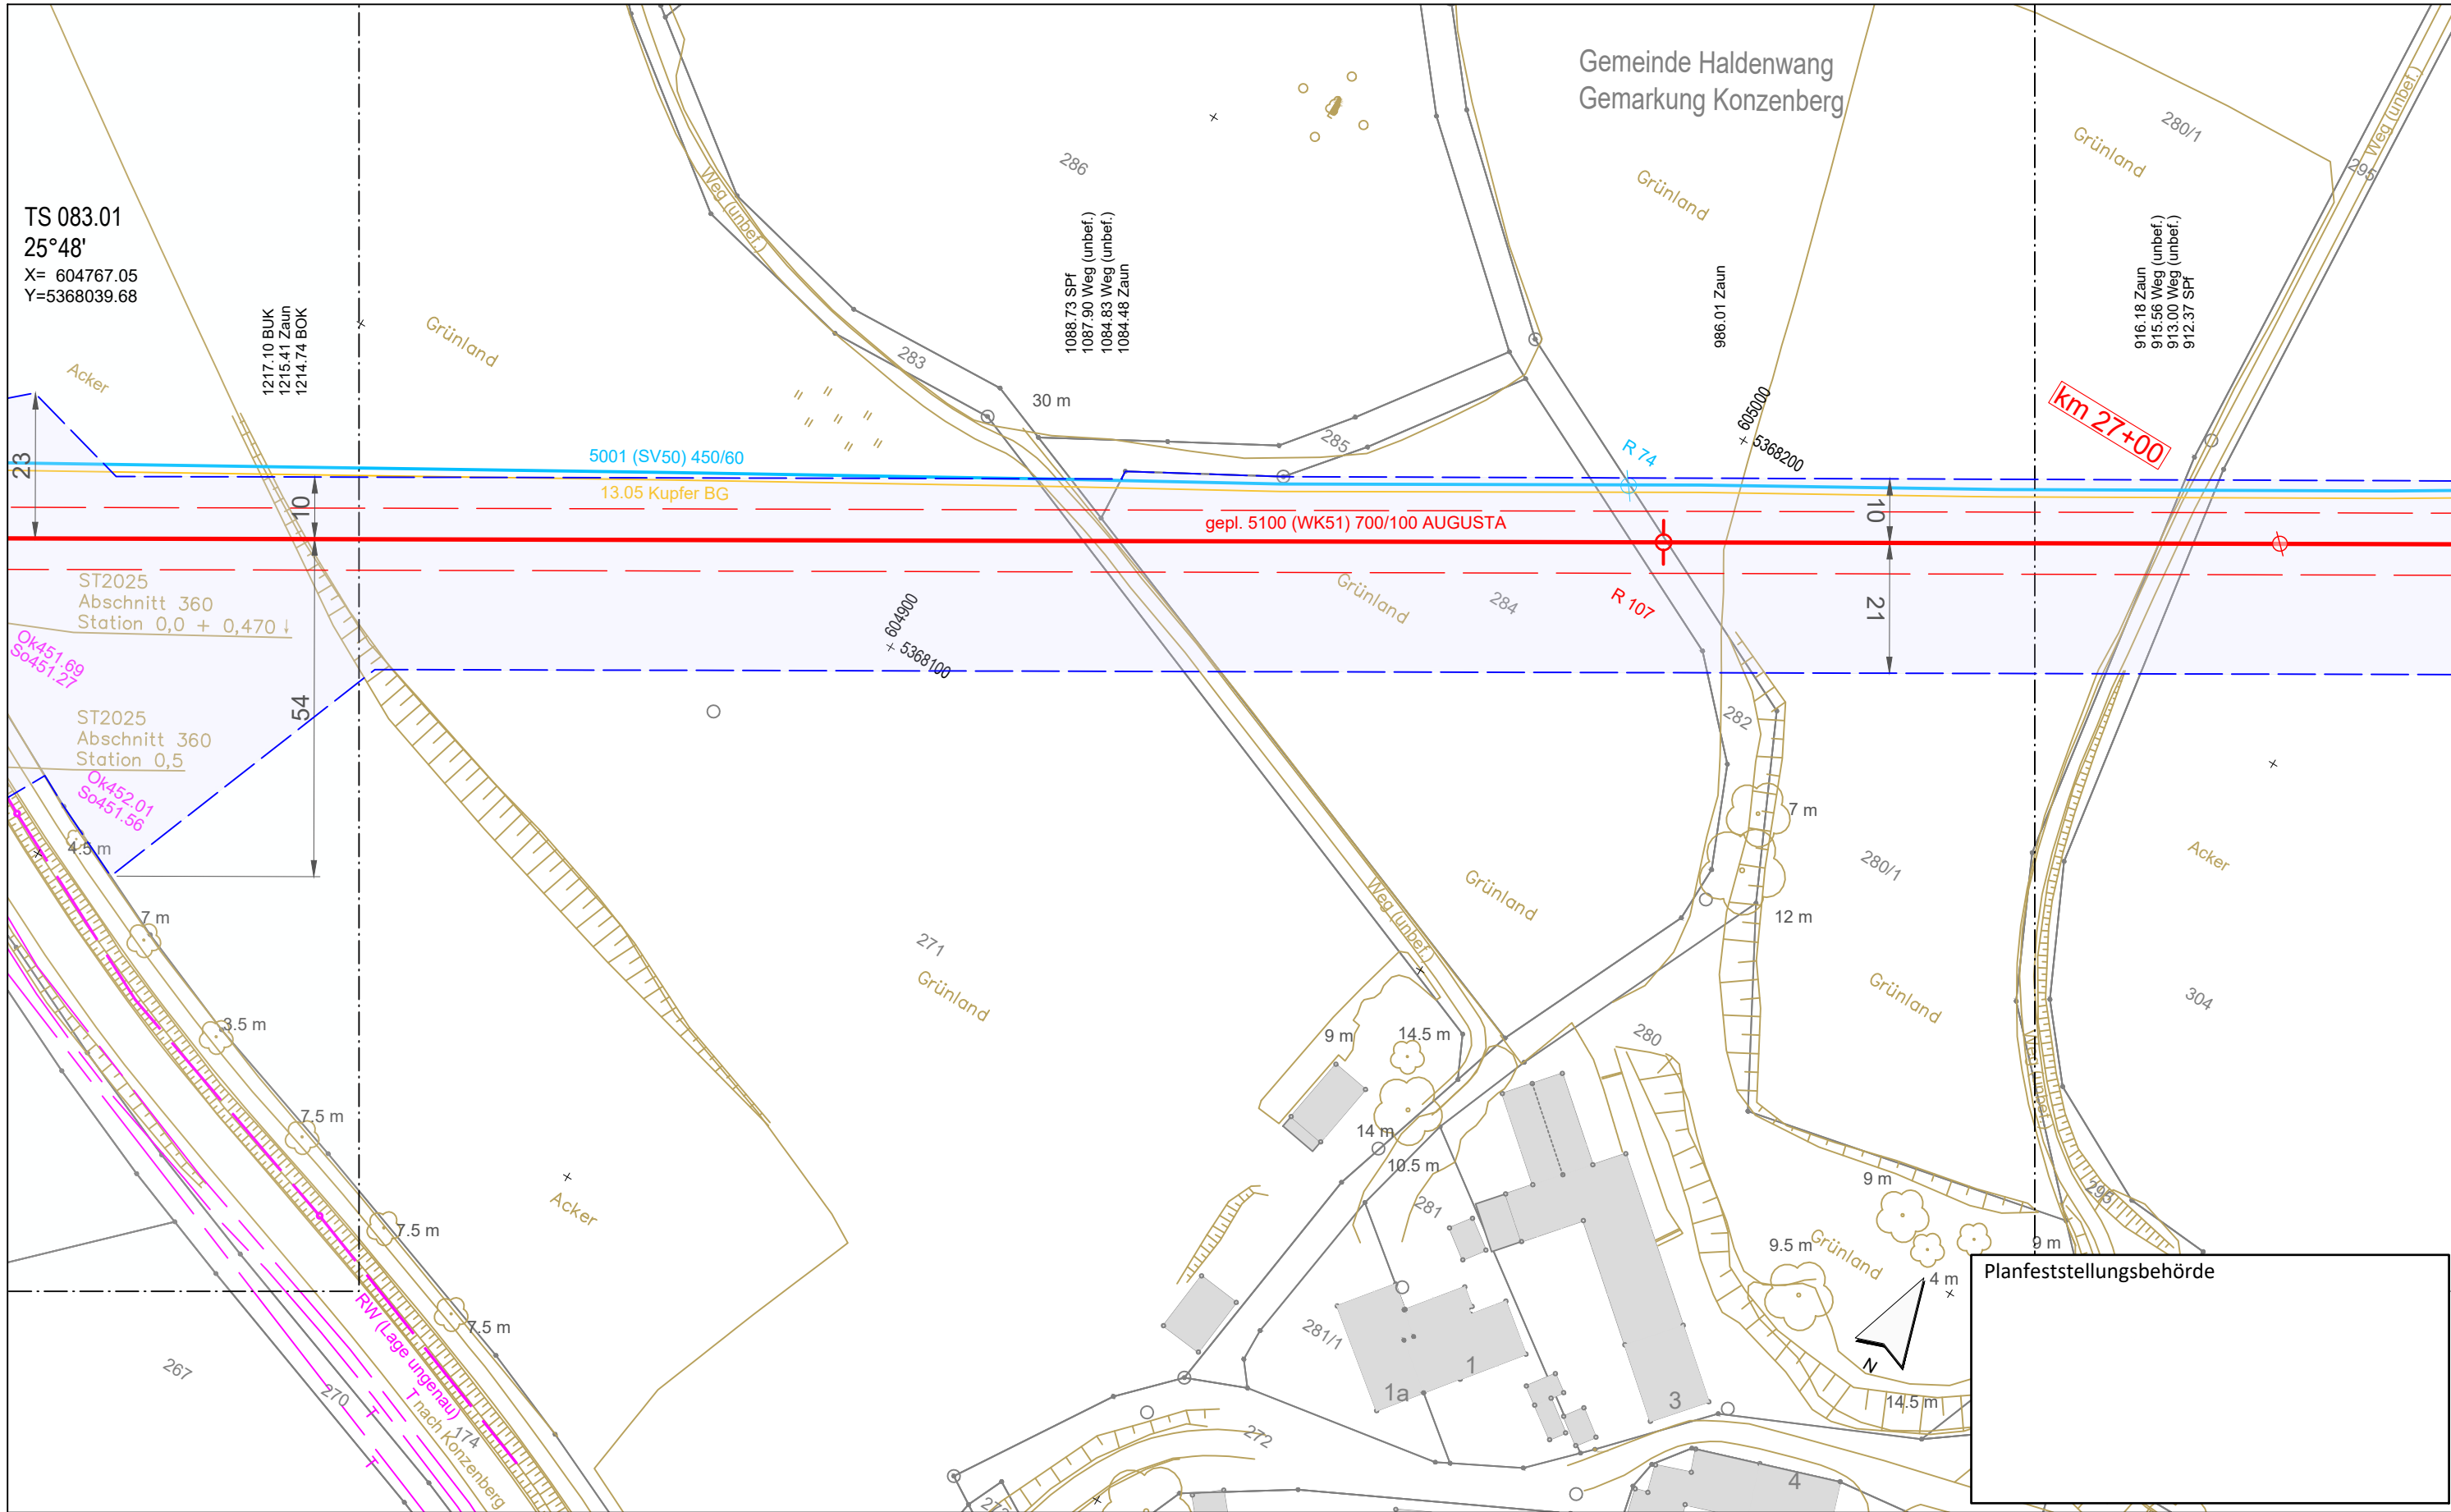 Gemeinde Haldenwang
Gemarkung Konzenberg
280/1
Grünland
Weg (unbef.)
295
286
Grünland
Weg (unbef.)
TS 083.01
25°48'
X= 604767.05
Y=5368039.68
1217.10 BUK
1215.41 Zaun
1214.74 BOK
1088.73 SPf
1087.90 Weg (unbef.)
1084.83 Weg (unbef.)
1084.48 Zaun
986.01 Zaun
916.18 Zaun
915.56 Weg (unbef.)
913.00 Weg (unbef.)
912.37 SPf
Acker
Grünland
283
30 m
285
+ 605000
+ 5368200
km 27+00
23
5001 (SV50) 450/60
13.05 Kupfer BG
R 74
10
10
gepl. 5100 (WK51) 700/100 AUGUSTA
ST2025
Abschnitt 360
Station 0,0 + 0,470
Ok451.69
So451.27
+ 604900
+ 5368100
Grünland
284
R 107
21
54
ST2025
Abschnitt 360
Station 0,5
Ok452.01
So451.56
282
4.5 m
7 m
7 m
280/1
Acker
Grünland
12 m
271
Grünland
Weg (unbef.)
Grünland
304
3.5 m
9 m
14.5 m
280
7.5 m
14 m
10.5 m
Acker
281
9 m
295
7.5 m
9.5 m
Grünland
9 m
4 m
Planfeststellungsbehörde
RW (Lage ungenau)
7.5 m
281/1
1
1a
3
N
14.5 m
267
270
T
T nach Konzenberg
174
T
272
4